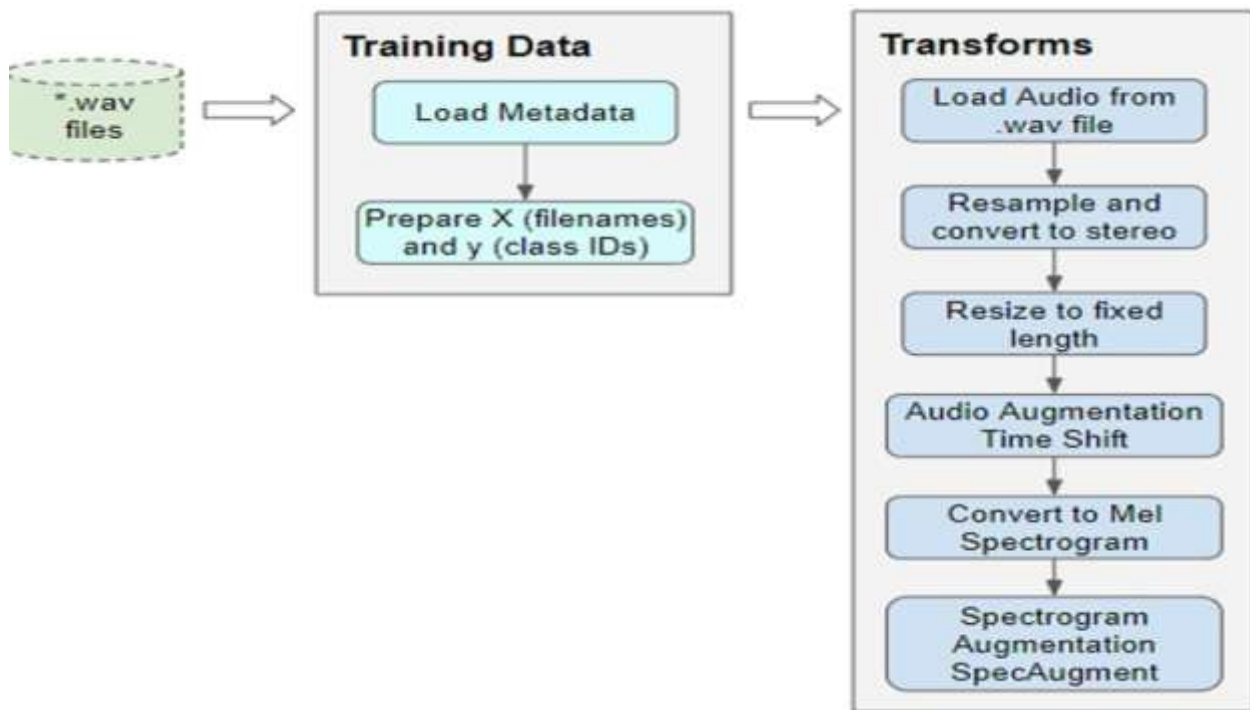 *.wav
files
Training Data
Load Metadata
Prepare X (filenames)
and y (class IDs)
Transforms
Load Audio from
.wav file
Resample and
convert to stereo
Resize to fixed
length
Audio Augmentation
Time Shift
Convert to Mel
Spectrogram
Spectrogram
Augmentation
SpecAugment